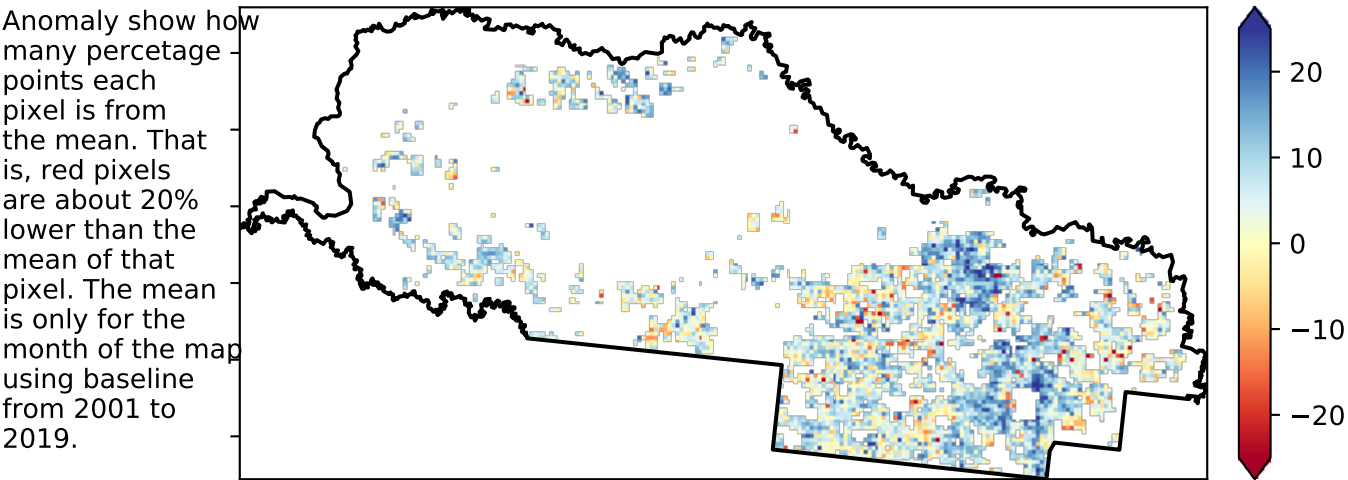 Anomaly show how
many percetage
points each
pixel is from
the mean. That
is, red pixels
are about 20%
lower than the
mean of that
pixel. The mean
is only for the
month of the map
using baseline
from 2001 to
2019.
20
10
0
−10
−20